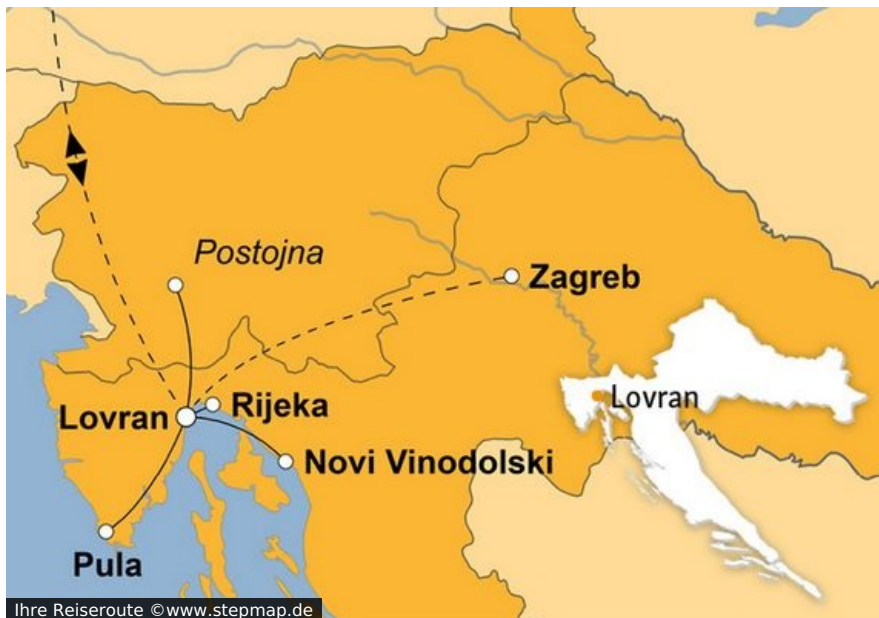 Postojna
Zagreb
Lovran
Rijeka
Lovran
Novi Vinodolski
Pula
Ihre Reiseroute ©www.stepmap.de